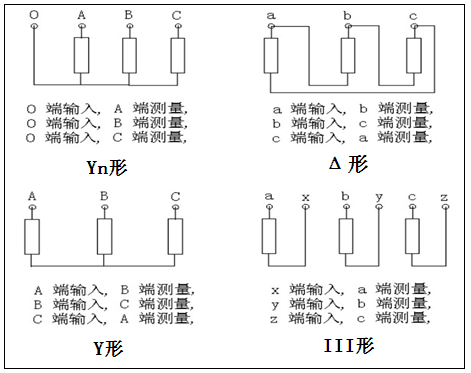 O A B C
O 端输入, A 端测量,
O 端输入, B 端测量,
O 端输入, C 端测量,
Yn形
a b c
a 端输入, b 端测量,
b 端输入, c 端测量,
c 端输入, a 端测量,
Δ 形
A B C
A 端输入, B 端测量,
B 端输入, C 端测量,
C 端输入, A 端测量,
Y形
a x b y c z
x 端输入, a 端测量,
y 端输入, b 端测量,
z 端输入, c 端测量,
III形